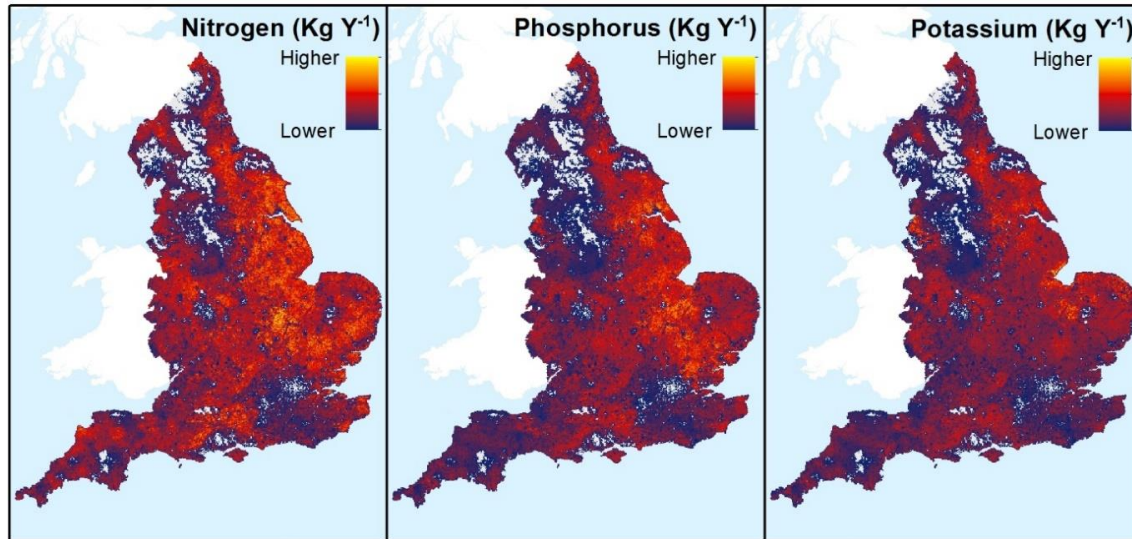 Nitrogen (Kg Y-1)
Higher
Lower
Phosphorus (Kg Y-1)
Higher
Lower
Potassium (Kg Y-1)
Higher
Lower